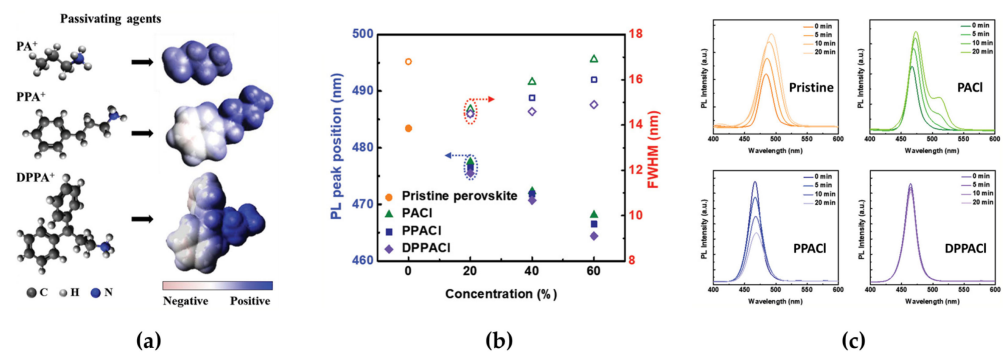 Passivating agents
PA⁺
PPA⁺
DPPA⁺
C H N
Negative Positive
(a)
PL peak position (nm)
500
490
480
470
460
Pristine perovskite
PACl
PPACl
DPPACl
0 20 40 60
Concentration (%)
18
16
14
12
10
8
FWHM (nm)
(b)
PL Intensity (a.u.)
0 min
5 min
10 min
20 min
Pristine
400 450 500 550 600
Wavelength (nm)
PL Intensity (a.u.)
0 min
5 min
10 min
20 min
PACl
400 450 500 550 600
Wavelength (nm)
PL Intensity (a.u.)
0 min
5 min
10 min
20 min
PPACl
400 450 500 550 600
Wavelength (nm)
PL Intensity (a.u.)
0 min
5 min
10 min
20 min
DPPACl
400 450 500 550 600
Wavelength (nm)
(c)